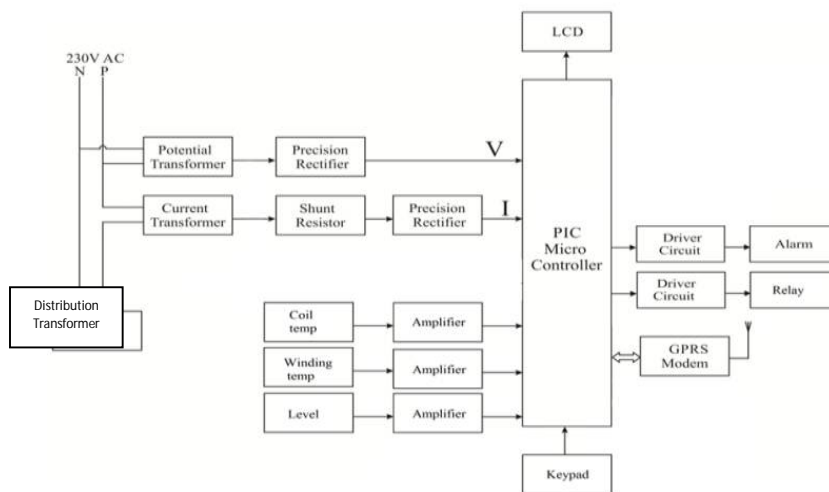 LCD
230V AC
N P
Potential
Transformer
Precision
Rectifier
V
Current
Transformer
Shunt
Resistor
Precision
Rectifier
I
PIC
Micro
Controller
Driver
Circuit
Alarm
Driver
Circuit
Relay
Distribution
Transformer
Coil
temp
Amplifier
GPRS
Modem
Winding
temp
Amplifier
Level
Amplifier
Keypad